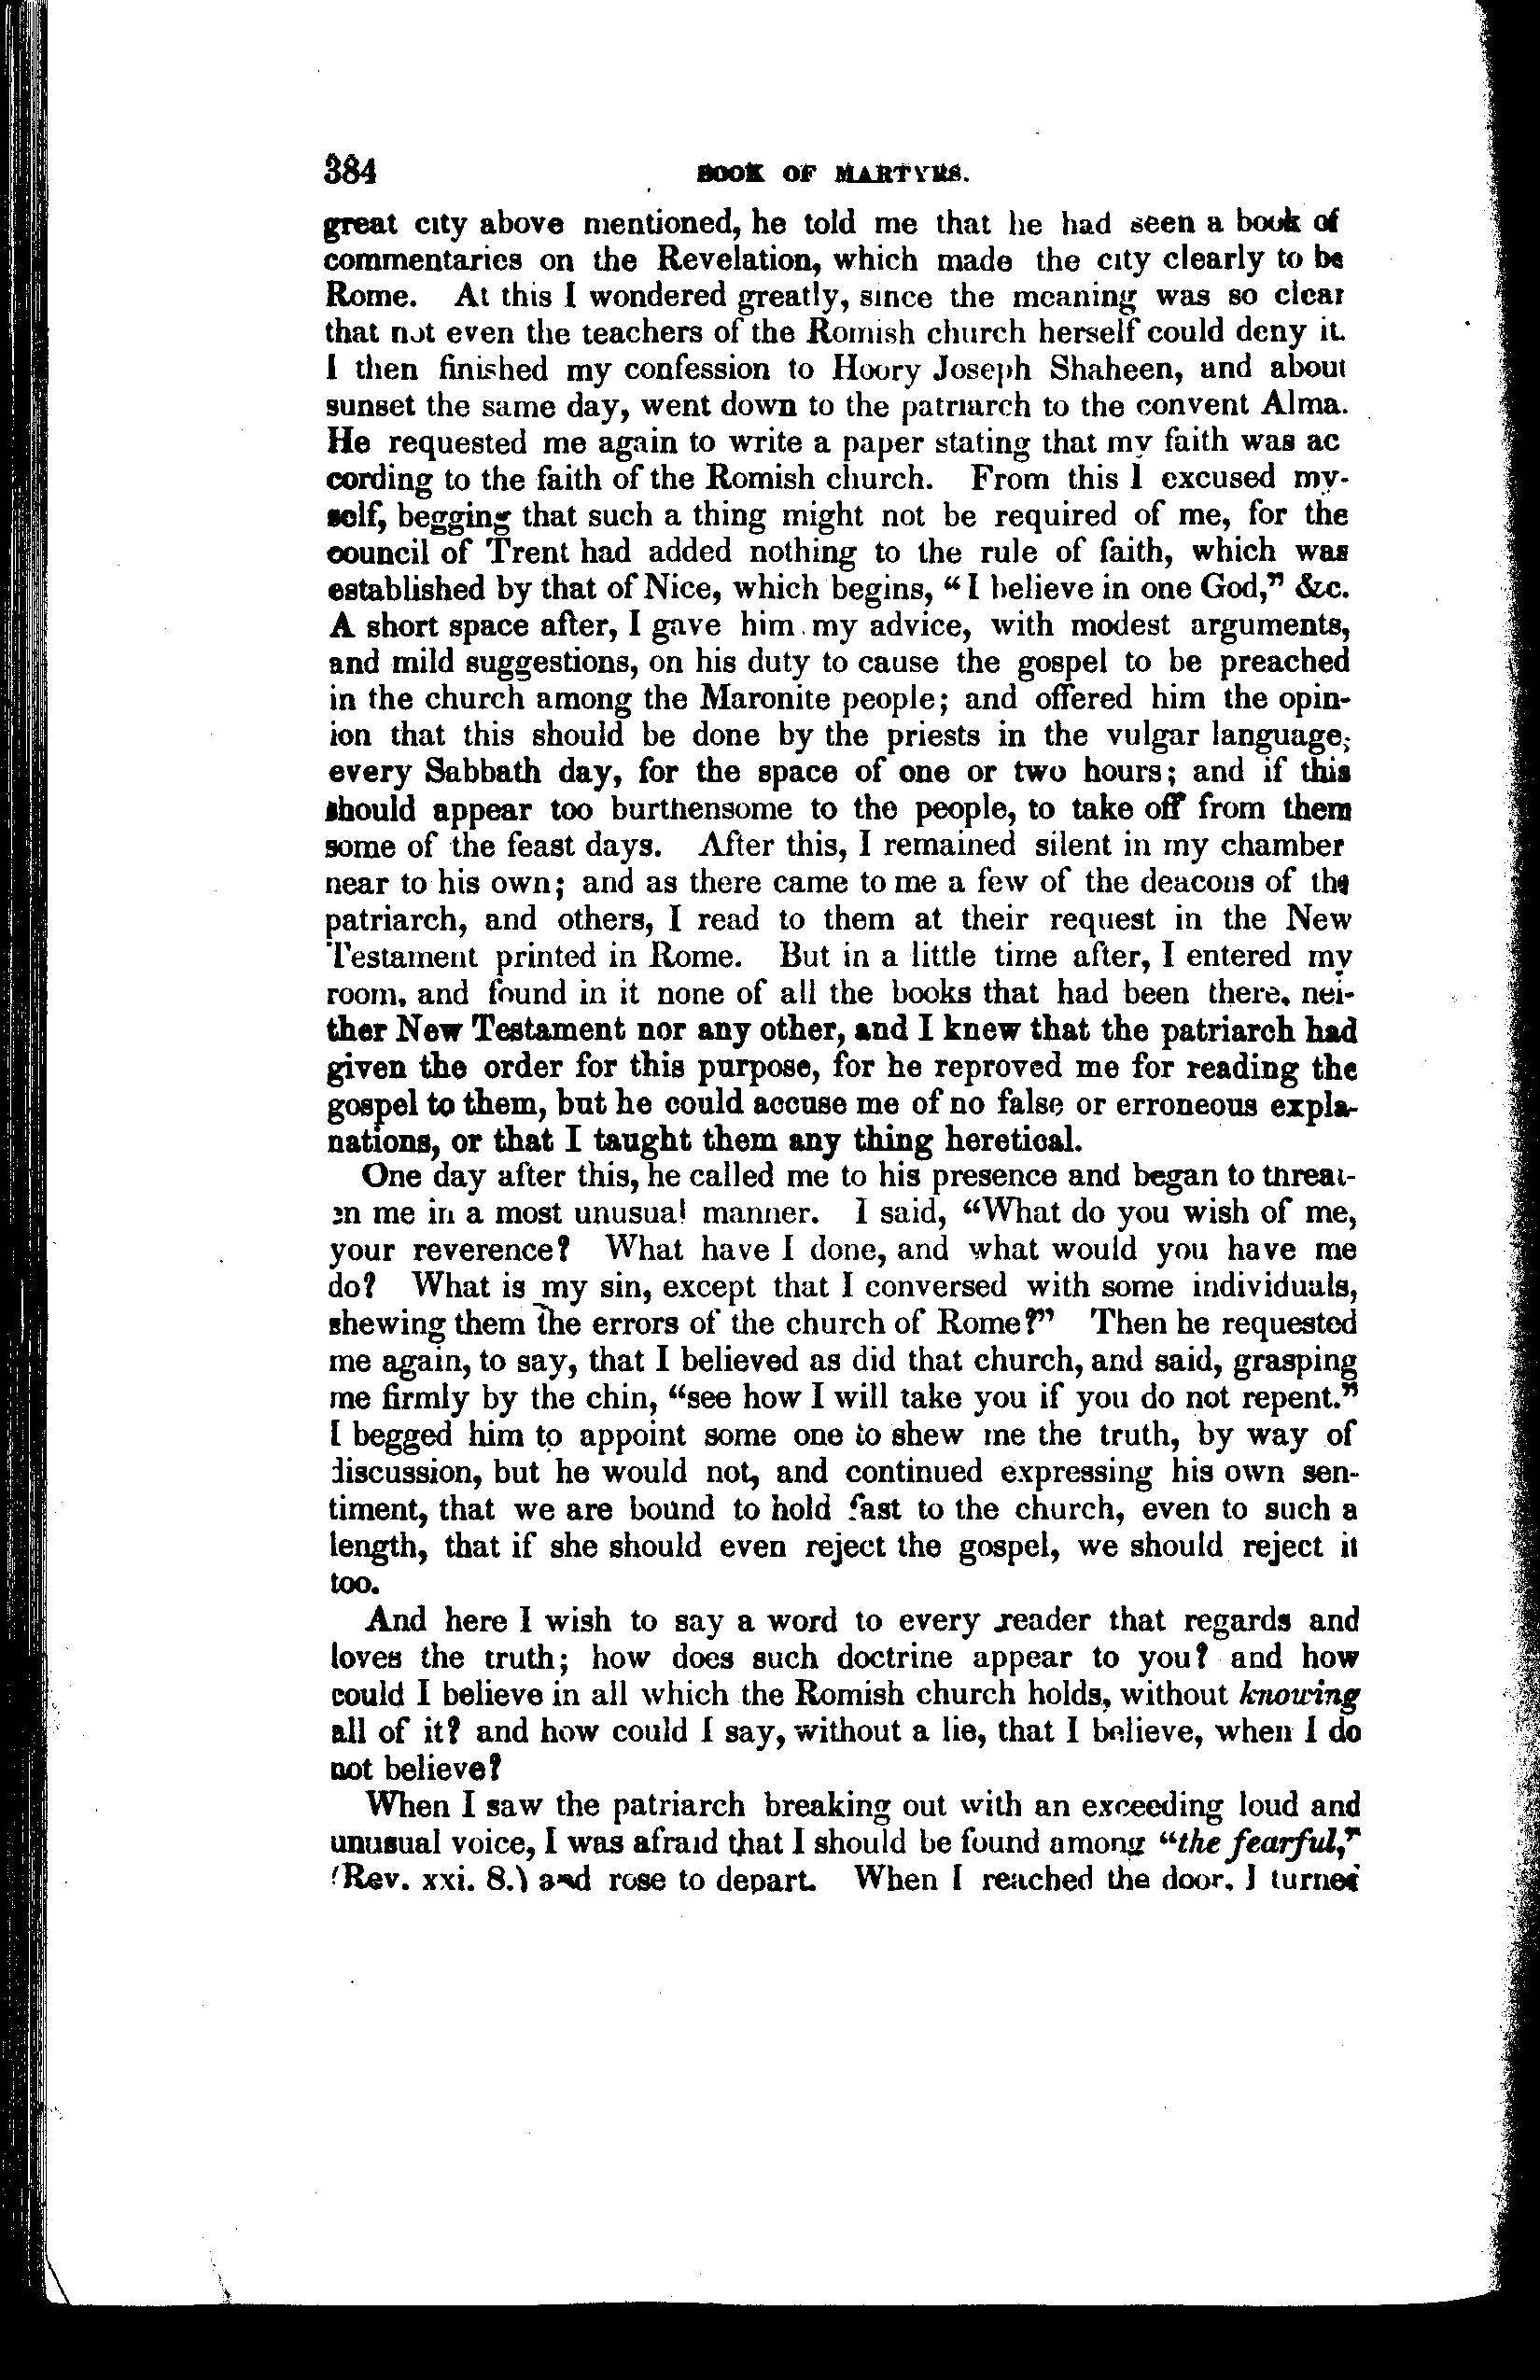 384 BOOK OF MARTYRS.
great city above mentioned, he told me that he had seen a book of
commentaries on the Revelation, which made the city clearly to be
Rome. At this I wondered greatly, since the meaning was so clear
that not even the teachers of the Romish church herself could deny it.
I then finished my confession to Hoory Joseph Shaheen, and about
sunset the same day, went down to the patriarch to the convent Alma.
He requested me again to write a paper stating that my faith was ac
cording to the faith of the Romish church. From this I excused my-
self, begging that such a thing might not be required of me, for the
council of Trent had added nothing to the rule of faith, which was
established by that of Nice, which begins, “I believe in one God,” &c.
A short space after, I gave him my advice, with modest arguments,
and mild suggestions, on his duty to cause the gospel to be preached
in the church among the Maronite people; and offered him the opin-
ion that this should be done by the priests in the vulgar language,
every Sabbath day, for the space of one or two hours; and if this
should appear too burthensome to the people, to take off from them
some of the feast days. After this, I remained silent in my chamber
near to his own; and as there came to me a few of the deacons of the
patriarch, and others, I read to them at their request in the New
Testament printed in Rome. But in a little time after, I entered my
room, and found in it none of all the books that had been there, nei-
ther New Testament nor any other, and I knew that the patriarch had
given the order for this purpose, for he reproved me for reading the
gospel to them, but he could accuse me of no false or erroneous expla-
nations, or that I taught them any thing heretical.
One day after this, he called me to his presence and began to threat-
en me in a most unusual manner. I said, “What do you wish of me,
your reverence? What have I done, and what would you have me
do? What is my sin, except that I conversed with some individuals,
shewing them the errors of the church of Rome?” Then he requested
me again, to say, that I believed as did that church, and said, grasping
me firmly by the chin, “see how I will take you if you do not repent.”
I begged him to appoint some one to shew me the truth, by way of
discussion, but he would not, and continued expressing his own sen-
timent, that we are bound to hold fast to the church, even to such a
length, that if she should even reject the gospel, we should reject it
too.
And here I wish to say a word to every reader that regards and
loves the truth; how does such doctrine appear to you? and how
could I believe in all which the Romish church holds, without knowing
all of it? and how could I say, without a lie, that I believe, when I do
not believe?
When I saw the patriarch breaking out with an exceeding loud and
unusual voice, I was afraid that I should be found among “the fearful,”
(Rev. xxi. 8.) and rose to depart. When I reached the door, I turned